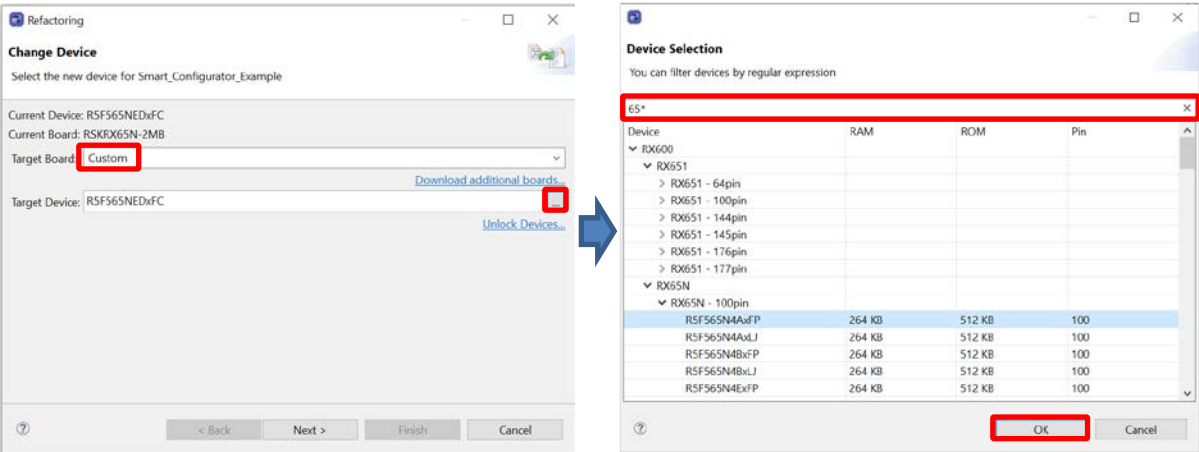 Refactoring
Change Device
Select the new device for Smart_Configurator_Example
Current Device: R5F565NEDxFC
Current Board: RSKRX65N-2MB
Target Board: Custom
Download additional boards...
Target Device: R5F565NEDxFC ...
Unlock Devices...
< Back Next > Finish Cancel
Device Selection
You can filter devices by regular expression
65*
Device RAM ROM Pin
RX600
RX651
RX651 - 64pin
RX651 - 100pin
RX651 - 144pin
RX651 - 145pin
RX651 - 176pin
RX651 - 177pin
RX65N
RX65N - 100pin
R5F565N4AxFP 264 KB 512 KB 100
R5F565N4AxLJ 264 KB 512 KB 100
R5F565N4BxFP 264 KB 512 KB 100
R5F565N4BxLJ 264 KB 512 KB 100
R5F565N4ExFP 264 KB 512 KB 100
OK Cancel